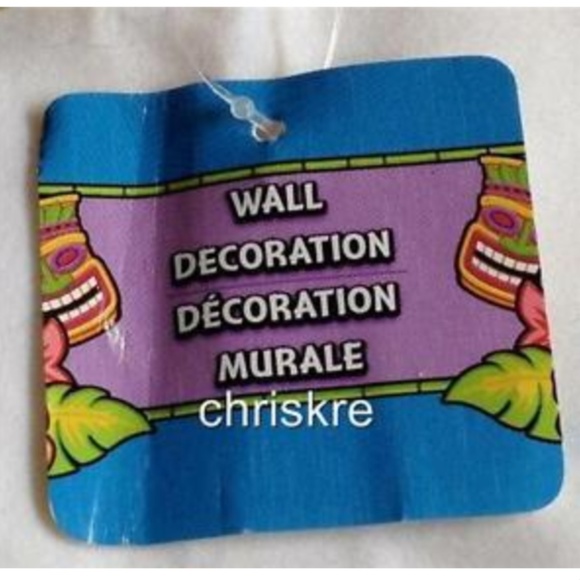 WALL
DECORATION
DÉCORATION
MURALE
chriskre